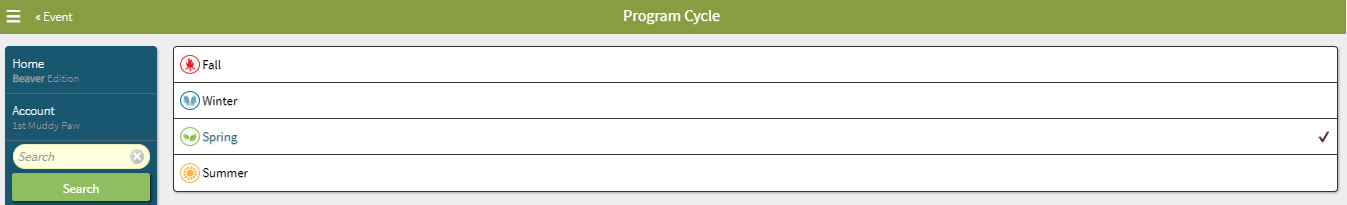 « Event
Program Cycle
Home
Beaver Edition
Account
1st Muddy Paw
Search
Search
Fall
Winter
Spring
Summer